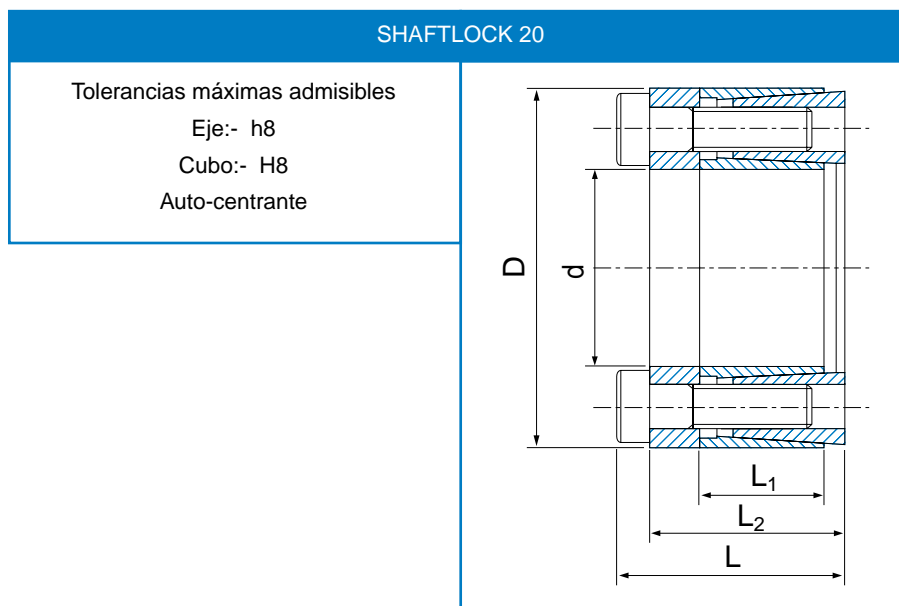 SHAFTLOCK 20
Tolerancias máximas admisibles
Eje:- h8
Cubo:- H8
Auto-centrante
D
d
L₁
L₂
L